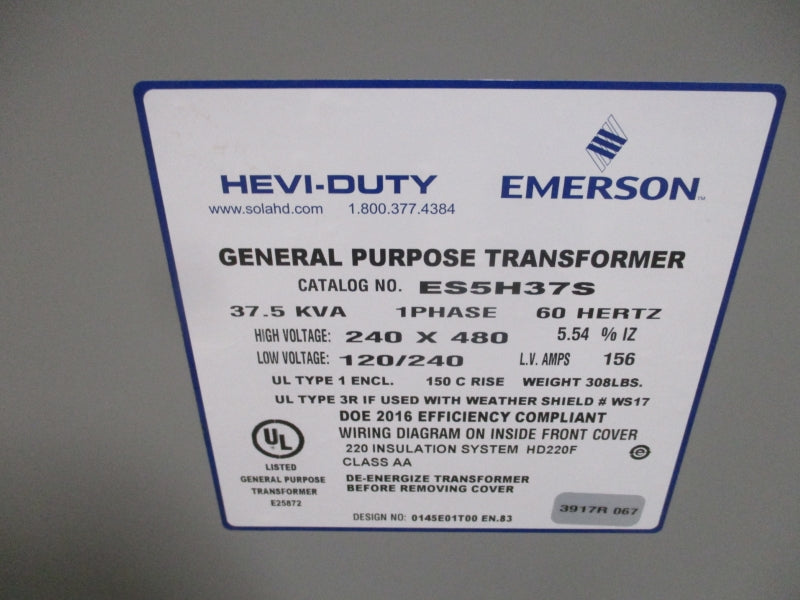 HEVI-DUTY
www.solahd.com 1.800.377.4384
EMERSON™
GENERAL PURPOSE TRANSFORMER
CATALOG NO. ES5H37S
37.5 KVA 1PHASE 60 HERTZ
HIGH VOLTAGE: 240 X 480 5.54 % IZ
LOW VOLTAGE: 120/240 L.V. AMPS 156
UL TYPE 1 ENCL. 150 C RISE WEIGHT 308LBS.
UL TYPE 3R IF USED WITH WEATHER SHIELD # WS17
DOE 2016 EFFICIENCY COMPLIANT
WIRING DIAGRAM ON INSIDE FRONT COVER
220 INSULATION SYSTEM HD220F
CLASS AA
UL
LISTED
GENERAL PURPOSE
TRANSFORMER
E25872
DE-ENERGIZE TRANSFORMER
BEFORE REMOVING COVER
DESIGN NO: 0145E01T00 EN.83
3917R 067